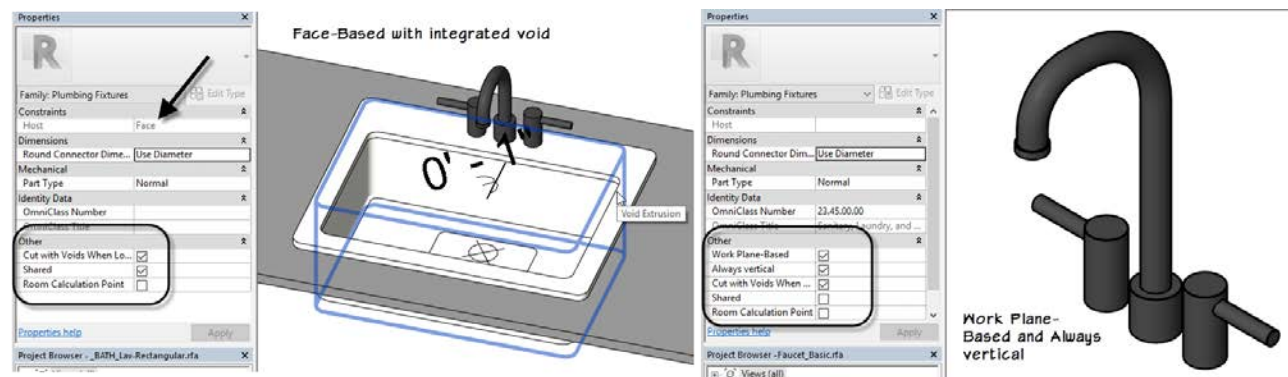 Properties
Family: Plumbing Fixtures
Edit Type
Constraints
Host Face
Dimensions
Round Connector Dime... Use Diameter
Mechanical
Part Type Normal
Identity Data
OmniClass Number
OmniClass Title
Other
Cut with Voids When Lo...
Shared
Room Calculation Point
Properties help
Apply
Project Browser - _BATH_Lav-Rectangular.rfa
Face-Based with integrated void
0' -
Void Extrusion
Properties
Family: Plumbing Fixtures
Edit Type
Constraints
Host
Dimensions
Round Connector Dim... Use Diameter
Mechanical
Part Type Normal
Identity Data
OmniClass Number 23.45.00.00
OmniClass Title Sanitary, Laundry, and ...
Other
Work Plane-Based
Always vertical
Cut with Voids When ...
Shared
Room Calculation Point
Properties help
Apply
Project Browser -Faucet_Basic.rfa
Views (all)
Work Plane-
Based and Always
vertical